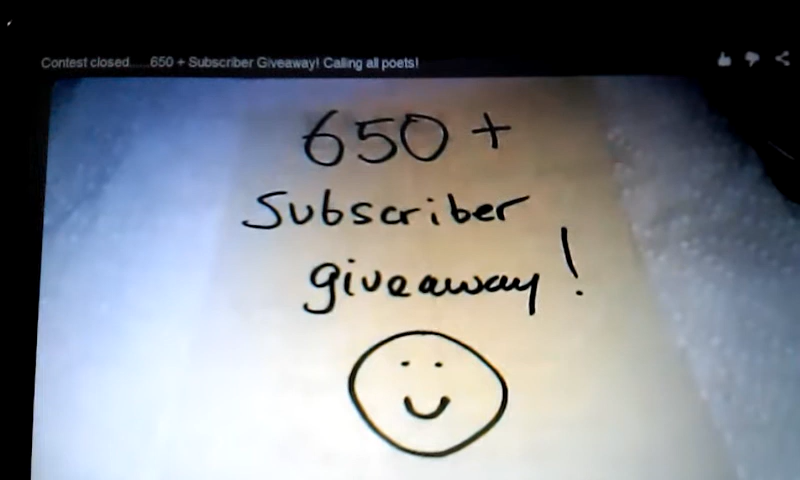 Contest closed.....650 + Subscriber Giveaway! Calling all poets!
650 +
Subscriber
giveaway!